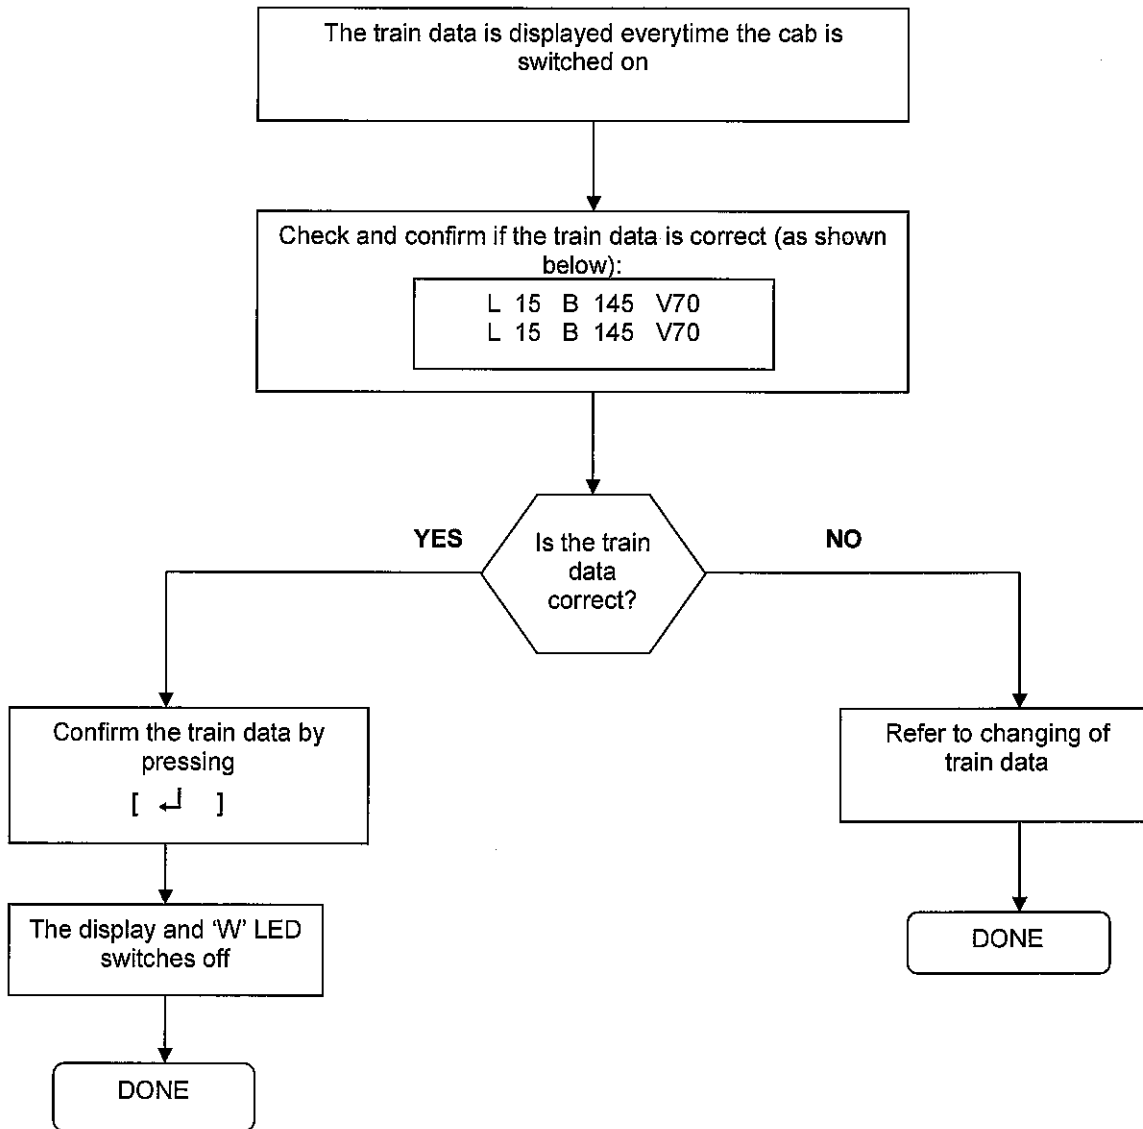 The train data is displayed everytime the cab is
switched on
Check and confirm if the train data is correct (as shown
below):
L 15 B 145 V70
L 15 B 145 V70
YES
Is the train
data
correct?
NO
Confirm the train data by
pressing
[ ↵ ]
Refer to changing of
train data
The display and ‘W’ LED
switches off
DONE
DONE